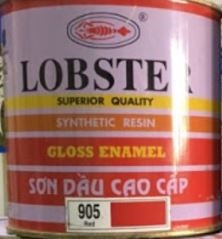 LOBSTER
SUPERIOR QUALITY
SYNTHETIC RESIN
GLOSS ENAMEL
SƠN DẦU CAO CẤP
905
Red